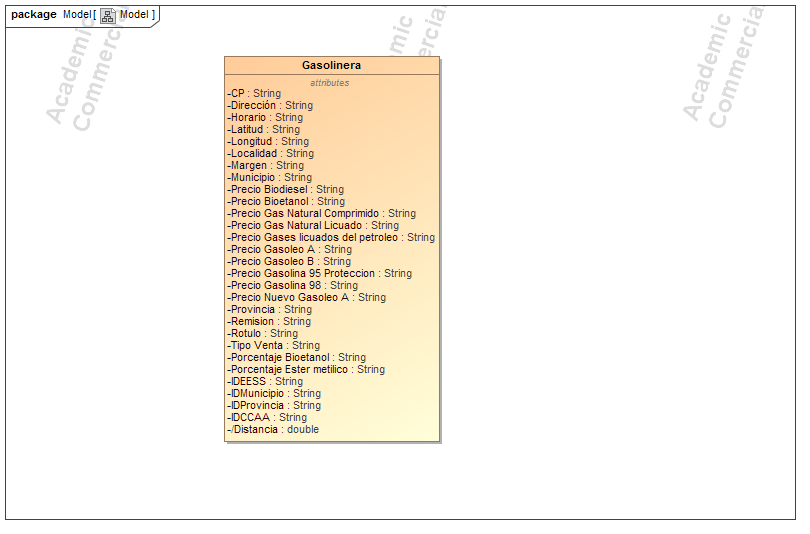 package Model [ Model ]
Academic
Commercial
mic
rcial
Academic
Commercia
Gasolinera
attributes
-CP : String
-Dirección : String
-Horario : String
-Latitud : String
-Longitud : String
-Localidad : String
-Margen : String
-Municipio : String
-Precio Biodiesel : String
-Precio Bioetanol : String
-Precio Gas Natural Comprimido : String
-Precio Gas Natural Licuado : String
-Precio Gases licuados del petroleo : String
-Precio Gasoleo A : String
-Precio Gasoleo B : String
-Precio Gasolina 95 Proteccion : String
-Precio Gasolina 98 : String
-Precio Nuevo Gasoleo A : String
-Provincia : String
-Remision : String
-Rotulo : String
-Tipo Venta : String
-Porcentaje Bioetanol : String
-Porcentaje Ester metilico : String
-IDEESS : String
-IDMunicipio : String
-IDProvincia : String
-IDCCAA : String
-/Distancia : double